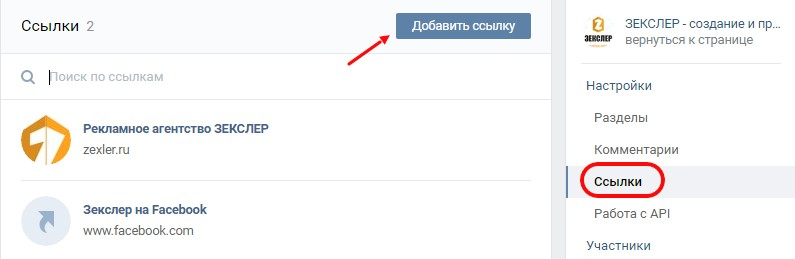 Ссылки 2
Добавить ссылку
Поиск по ссылкам
Рекламное агентство ЗЕКСЛЕР
zexler.ru
Зекслер на Facebook
www.facebook.com
ЗЕКСЛЕР
ЗЕКСЛЕР - создание и пр...
вернуться к странице
Настройки
Разделы
Комментарии
Ссылки
Работа с API
Участники